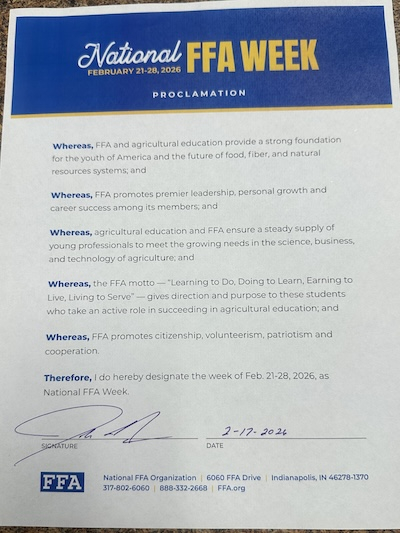 National FFA WEEK
FEBRUARY 21-28, 2026
PROCLAMATION
Whereas, FFA and agricultural education provide a strong foundation
for the youth of America and the future of food, fiber, and natural
resources systems; and
Whereas, FFA promotes premier leadership, personal growth and
career success among its members; and
Whereas, agricultural education and FFA ensure a steady supply of
young professionals to meet the growing needs in the science, business,
and technology of agriculture; and
Whereas, the FFA motto — “Learning to Do, Doing to Learn, Earning to
Live, Living to Serve” — gives direction and purpose to these students
who take an active role in succeeding in agricultural education; and
Whereas, FFA promotes citizenship, volunteerism, patriotism and
cooperation.
Therefore, I do hereby designate the week of Feb. 21-28, 2026, as
National FFA Week.
2-17-2026
SIGNATURE DATE
FFA
National FFA Organization | 6060 FFA Drive | Indianapolis, IN 46278-1370
317-802-6060 | 888-332-2668 | FFA.org